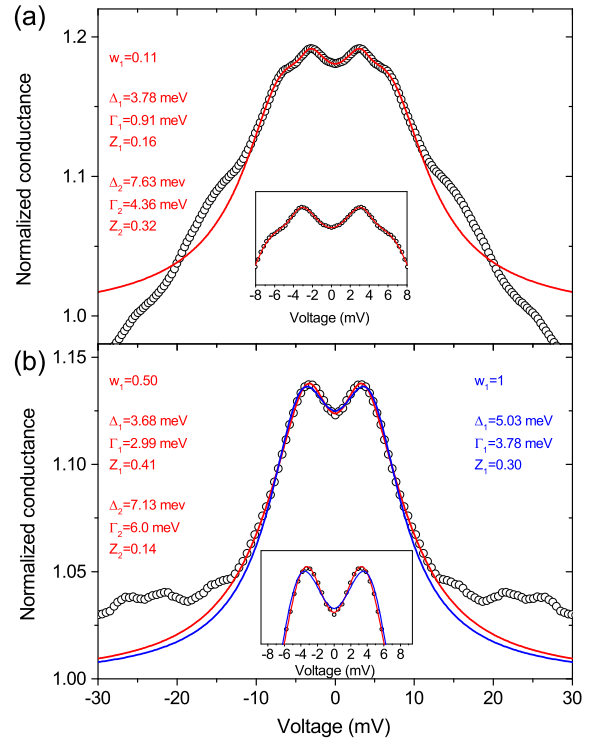 (a)
1.2
1.1
1.0
Normalized conductance
w₁=0.11
Δ₁=3.78 meV
Γ₁=0.91 meV
Z₁=0.16
Δ₂=7.63 mev
Γ₂=4.36 meV
Z₂=0.32
-8 -6 -4 -2 0 2 4 6 8
Voltage (mV)
(b)
1.15
1.10
1.05
1.00
Normalized conductance
w₁=0.50
Δ₁=3.68 meV
Γ₁=2.99 meV
Z₁=0.41
Δ₂=7.13 mev
Γ₂=6.0 meV
Z₂=0.14
w₁=1
Δ₁=5.03 meV
Γ₁=3.78 meV
Z₁=0.30
-8 -6 -4 -2 0 2 4 6 8
Voltage (mV)
-30 -20 -10 0 10 20 30
Voltage (mV)